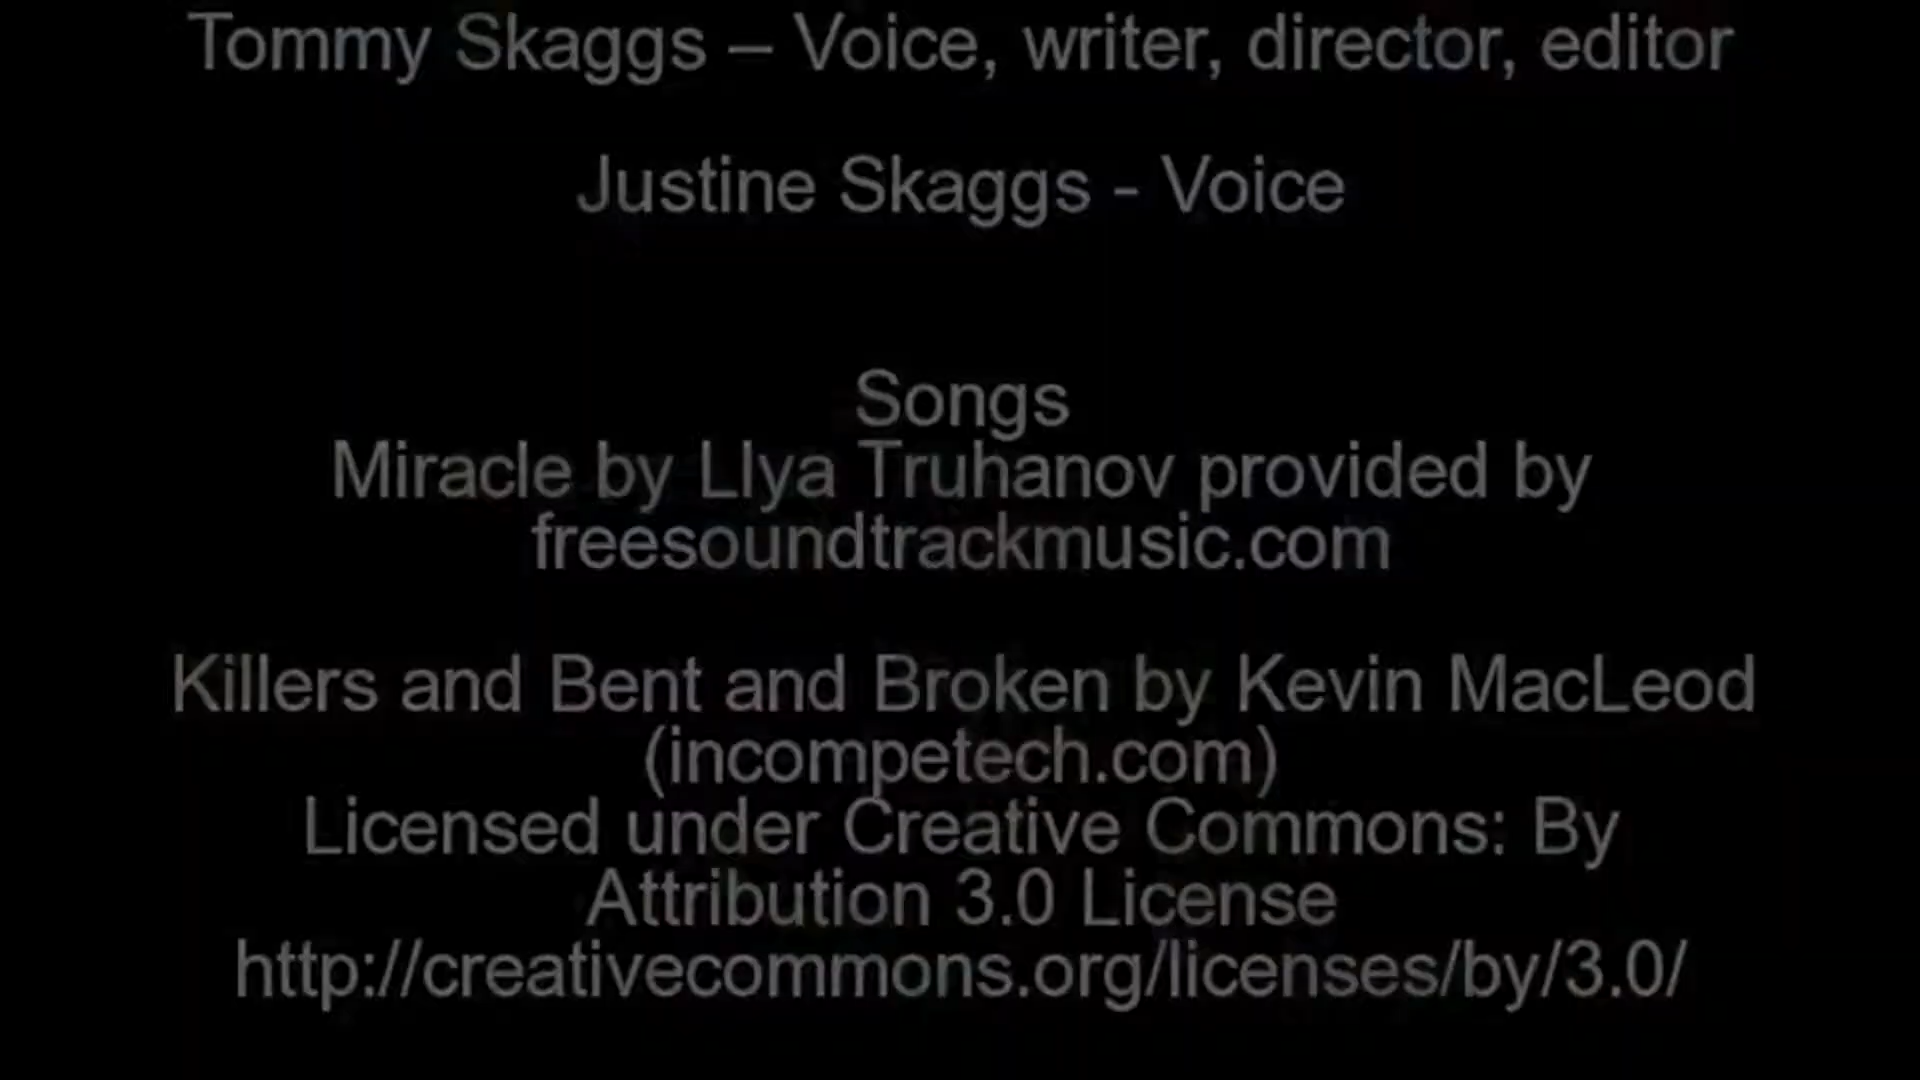 Tommy Skaggs – Voice, writer, director, editor
Justine Skaggs - Voice
Songs
Miracle by Llya Truhanov provided by
freesoundtrackmusic.com
Killers and Bent and Broken by Kevin MacLeod
(incompetech.com)
Licensed under Creative Commons: By
Attribution 3.0 License
http://creativecommons.org/licenses/by/3.0/